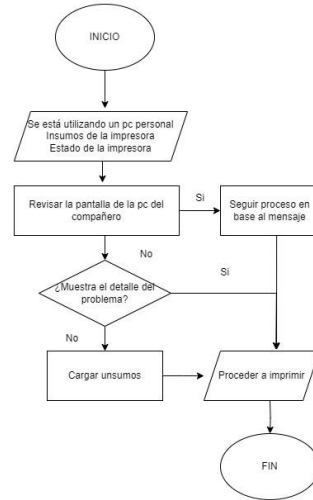 INICIO
Se está utilizando un pc personal
Insumos de la impresora
Estado de la impresora
Revisar la pantalla de la pc del
compañero
Si
Seguir proceso en
base al mensaje
No
¿Muestra el detalle del
problema?
Si
No
Cargar unsumos
Proceder a imprimir
FIN